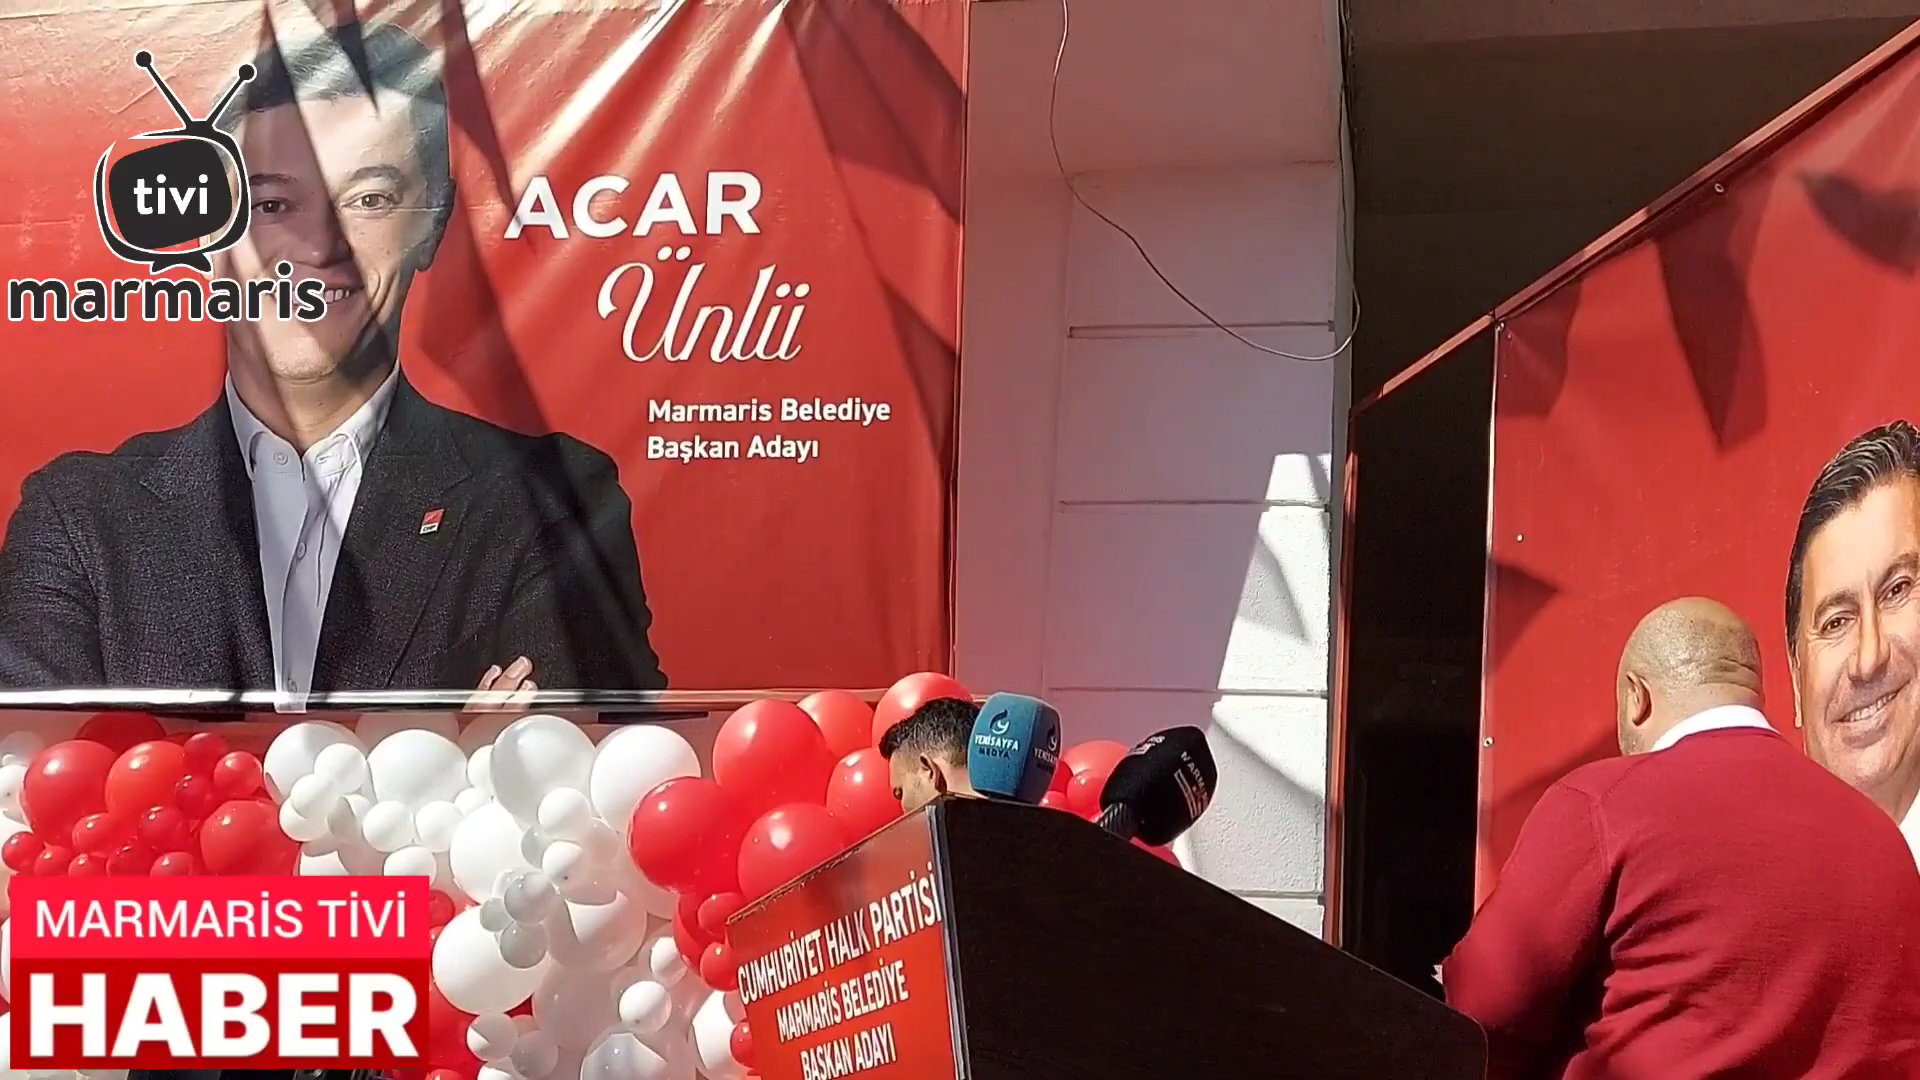 tivi
marmaris
ACAR
Ünlü
Marmaris Belediye
Başkan Adayı
CHP
YENİSAYFA
MEDYA
CUMHURİYET HALK PARTİSİ
MARMARİS BELEDİYE
BAŞKAN ADAYI
MARMARİS TİVİ
HABER